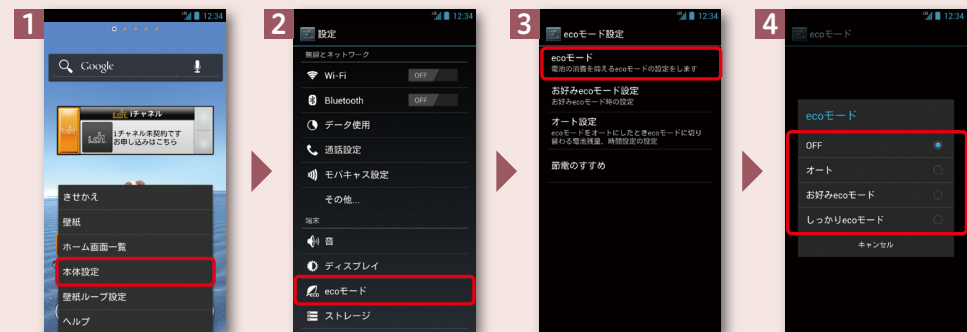 1
12:34
Google
iチャネル
iチャネル未契約です
お申し込みはこちら
きせかえ
壁紙
ホーム画面一覧
本体設定
壁紙ループ設定
ヘルプ
2
12:34
設定
無線とネットワーク
Wi-Fi
OFF
Bluetooth
OFF
データ使用
通話設定
モバキャス設定
その他...
端末
音
ディスプレイ
ecoモード
ストレージ
3
12:34
ecoモード設定
ecoモード
電池の消費を抑えるecoモードの設定をします
お好みecoモード設定
お好みecoモード時の設定
オート設定
ecoモードをオートにしたときecoモードに切り
替わる電池残量、時間設定の設定
節電のすすめ
4
12:34
ecoモード
ecoモード
OFF
オート
お好みecoモード
しっかりecoモード
キャンセル